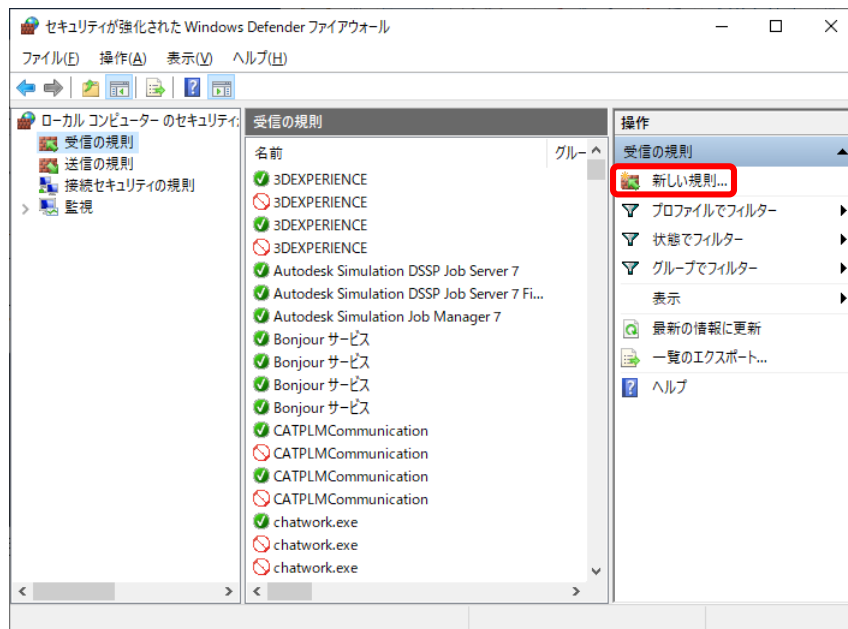 セキュリティが強化された Windows Defender ファイアウォール
ファイル(F) 操作(A) 表示(V) ヘルプ(H)
ローカル コンピューター のセキュリティ
受信の規則
送信の規則
接続セキュリティの規則
監視
受信の規則
名前 グルー
3DEXPERIENCE
3DEXPERIENCE
3DEXPERIENCE
3DEXPERIENCE
Autodesk Simulation DSSP Job Server 7
Autodesk Simulation DSSP Job Server 7 Fi...
Autodesk Simulation Job Manager 7
Bonjour サービス
Bonjour サービス
Bonjour サービス
Bonjour サービス
CATPLMCommunication
CATPLMCommunication
CATPLMCommunication
CATPLMCommunication
chatwork.exe
chatwork.exe
chatwork.exe
操作
受信の規則
新しい規則...
プロファイルでフィルター
状態でフィルター
グループでフィルター
表示
最新の情報に更新
一覧のエクスポート...
ヘルプ